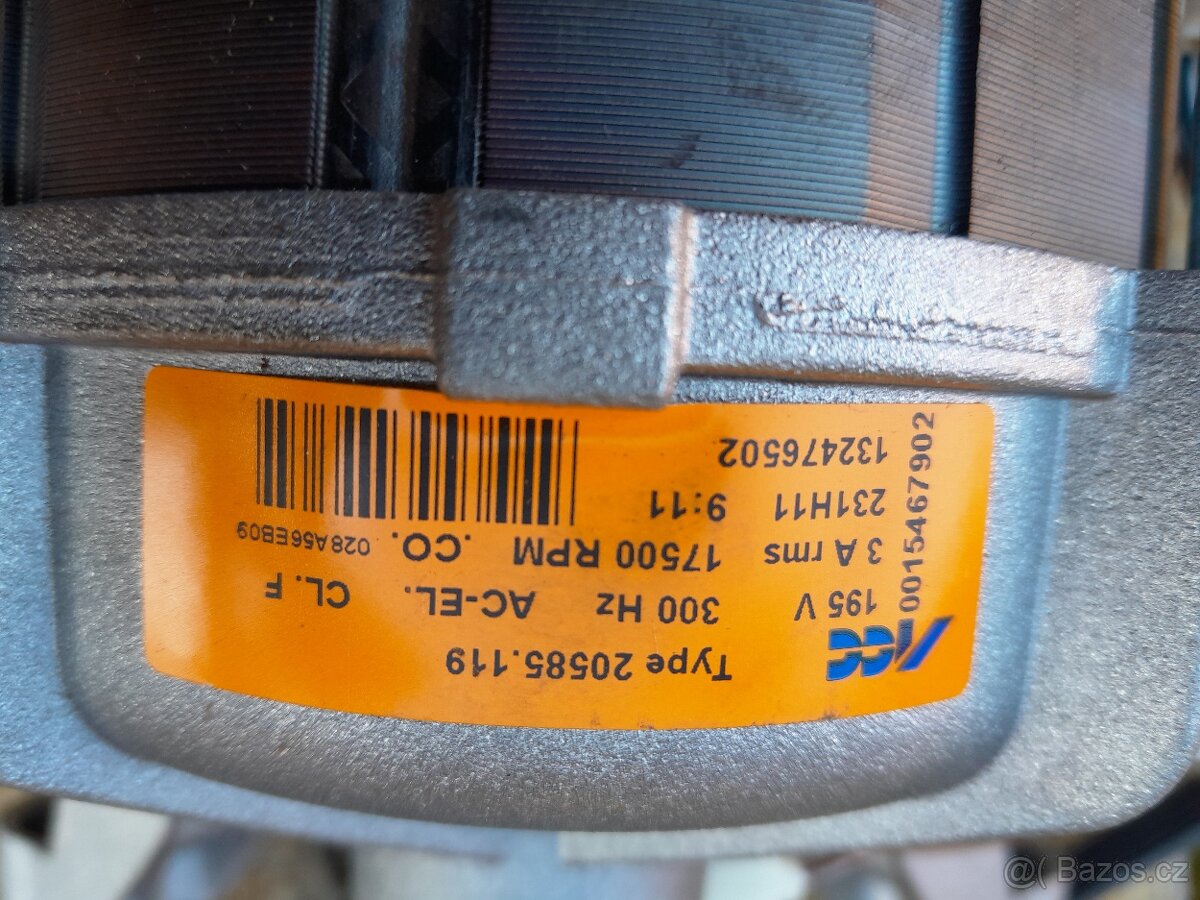 ACC
Type 20585.119
195 V 300 Hz AC-EL. CL. F
3 A rms 17500 RPM .CO. 028A56EB09
231H11 9:11
132476502
0015467902
@( Bazos.cz